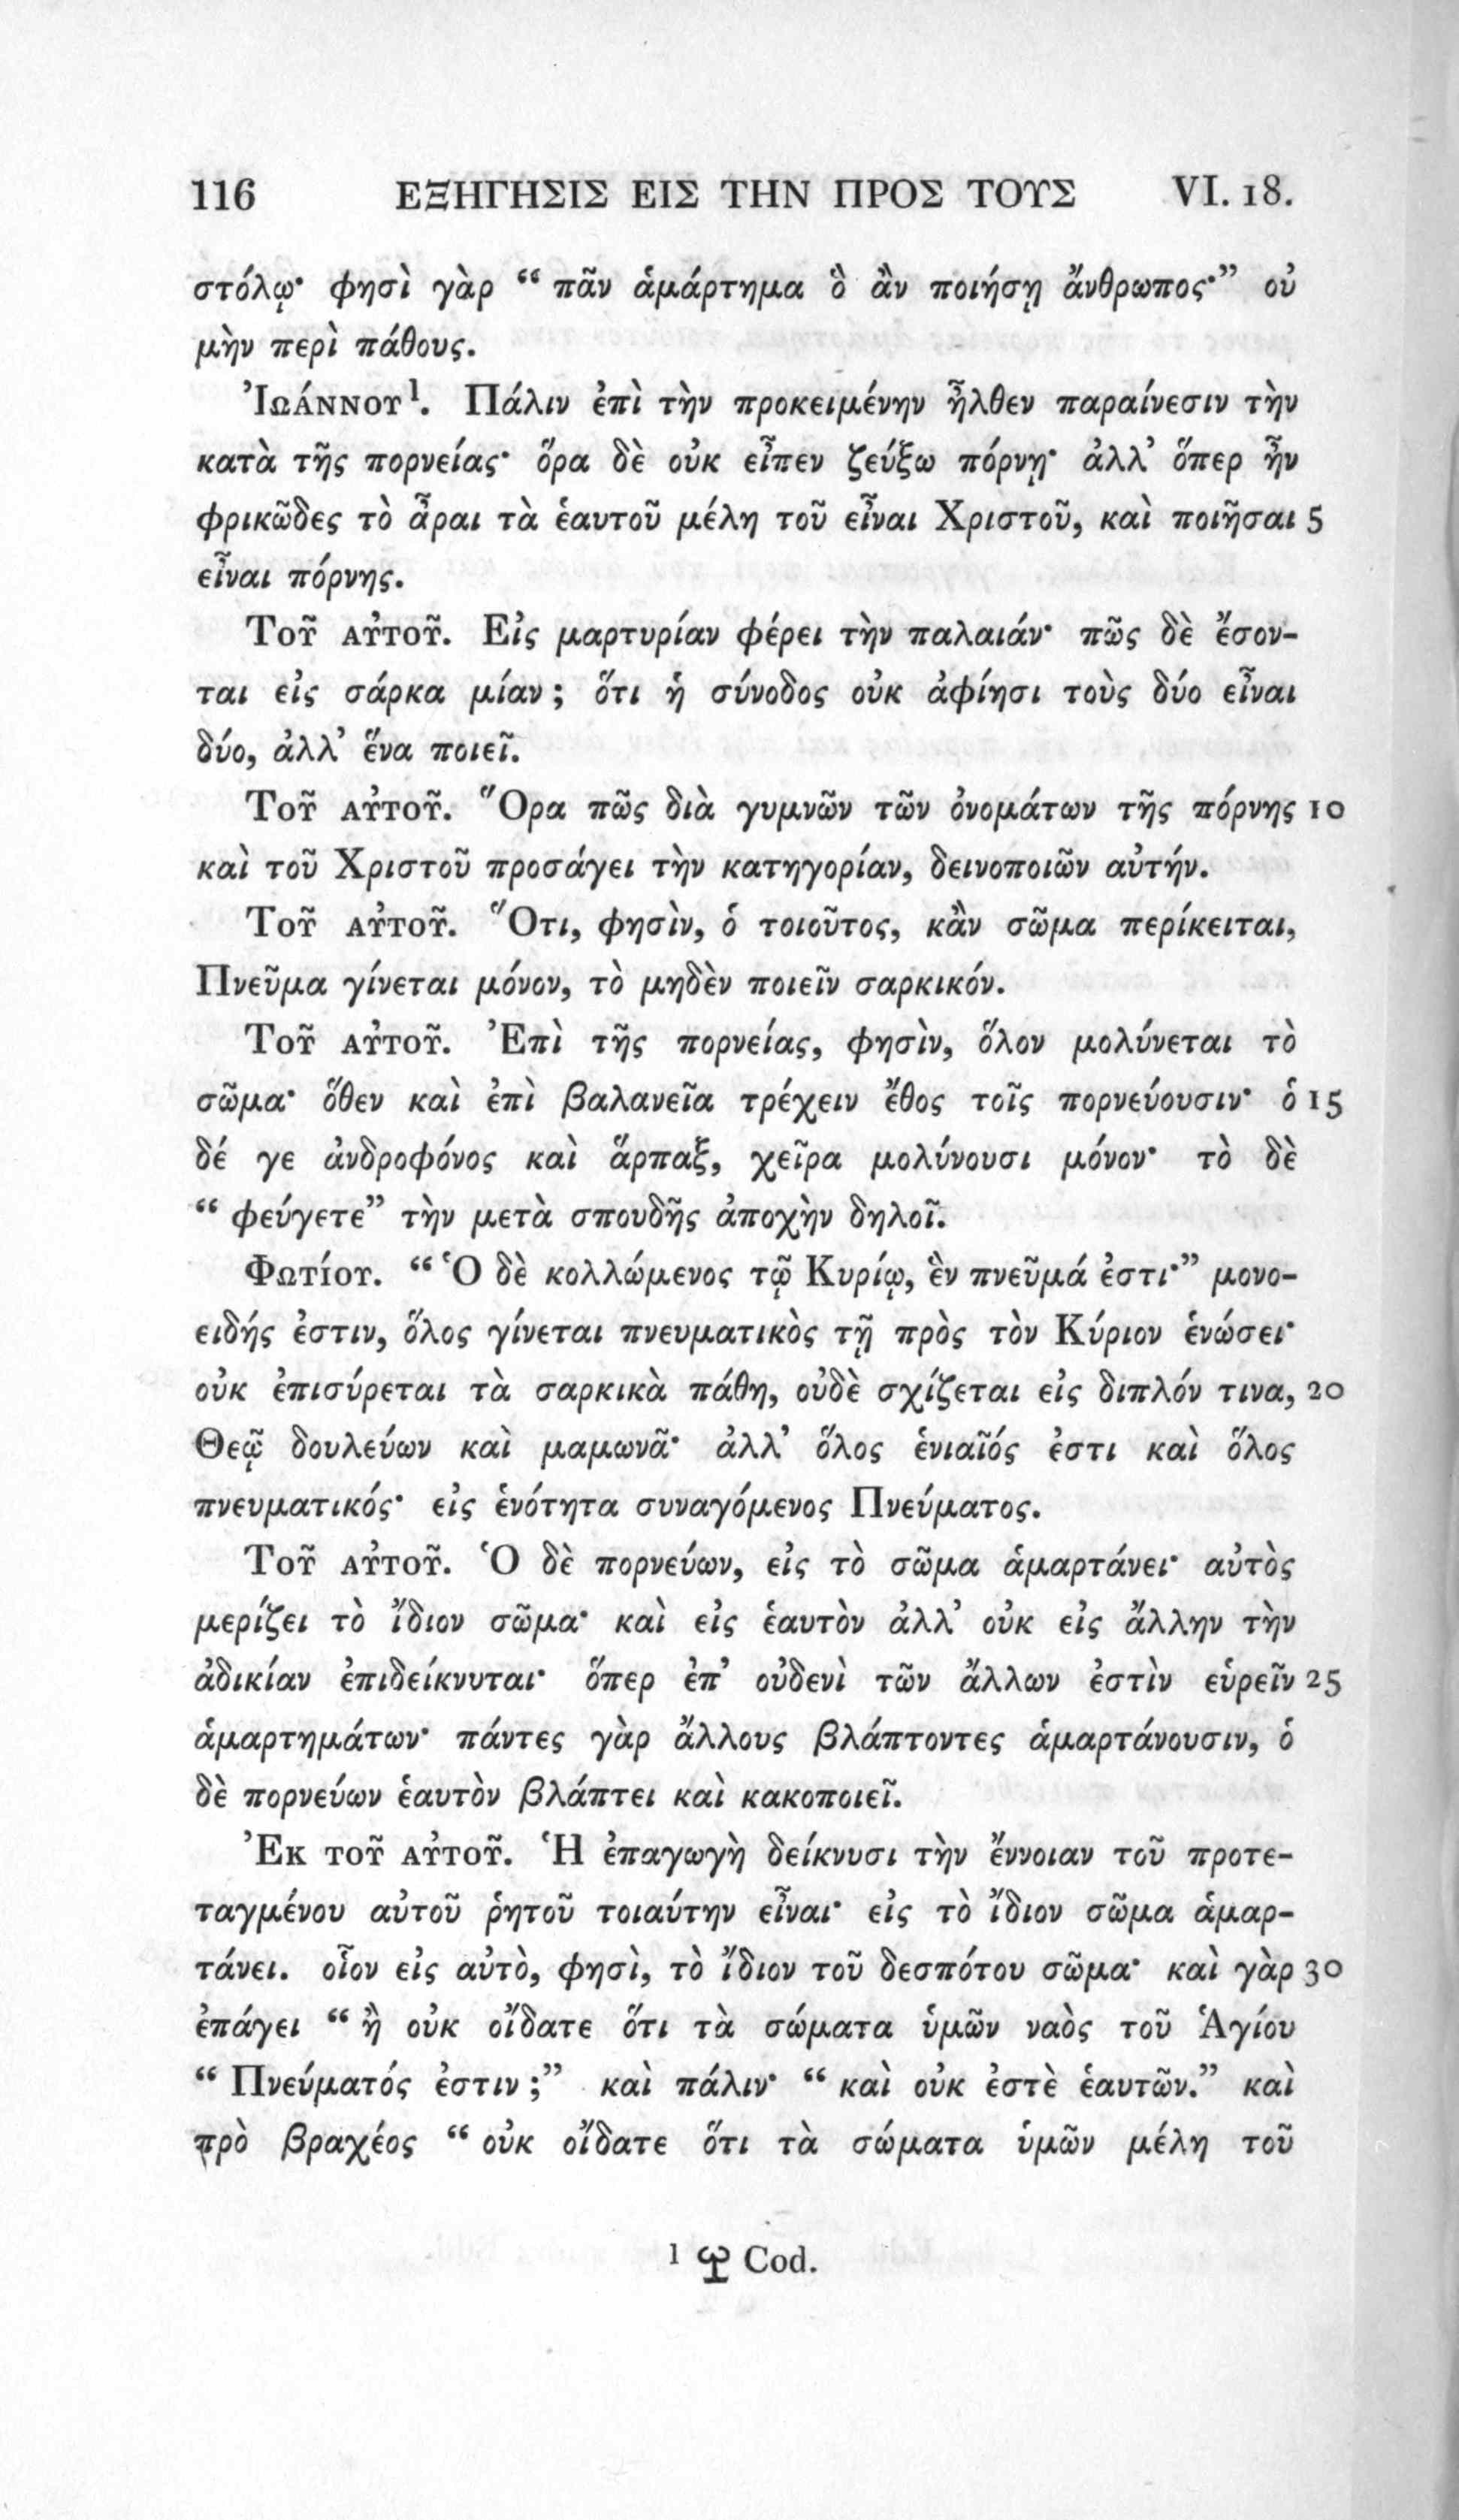 116 ΕΞΗΓΗΣΙΣ ΕΙΣ ΤΗΝ ΠΡΟΣ ΤΟΥΣ VI. 18.
στόλῳ· φησὶ γὰρ “ πᾶν ἁμάρτημα ὃ ἂν ποιήσῃ ἄνθρωπος·” οὐ
μὴν περὶ πάθους.
Ἰωάννου¹. Πάλιν ἐπὶ τὴν προκειμένην ἦλθεν παραίνεσιν τὴν
κατὰ τῆς πορνείας· ὅρα δὲ οὐκ εἶπεν ζεύξω πόρνῃ· ἀλλ’ ὅπερ ἦν
φρικῶδες τὸ ἆραι τὰ ἑαυτοῦ μέλη τοῦ εἶναι Χριστοῦ, καὶ ποιῆσαι 5
εἶναι πόρνης.
Τοῦ αὐτοῦ. Εἰς μαρτυρίαν φέρει τὴν παλαιάν· πῶς δὲ ἔσον-
ται εἰς σάρκα μίαν ; ὅτι ἡ σύνοδος οὐκ ἀφίησι τοὺς δύο εἶναι
δύο, ἀλλ’ ἕνα ποιεῖ.
Τοῦ αὐτοῦ. Ὅρα πῶς διὰ γυμνῶν τῶν ὀνομάτων τῆς πόρνης 10
καὶ τοῦ Χριστοῦ προσάγει τὴν κατηγορίαν, δεινοποιῶν αὐτήν.
Τοῦ αὐτοῦ. Ὅτι, φησὶν, ὁ τοιοῦτος, κἂν σῶμα περίκειται,
Πνεῦμα γίνεται μόνον, τὸ μηδὲν ποιεῖν σαρκικόν.
Τοῦ αὐτοῦ. Ἐπὶ τῆς πορνείας, φησὶν, ὅλον μολύνεται τὸ
σῶμα· ὅθεν καὶ ἐπὶ βαλανεῖα τρέχειν ἔθος τοῖς πορνεύουσιν· ὁ 15
δέ γε ἀνδροφόνος καὶ ἅρπαξ, χεῖρα μολύνουσι μόνον· τὸ δὲ
“ φεύγετε” τὴν μετὰ σπουδῆς ἀποχὴν δηλοῖ.
Φωτίου. “ Ὁ δὲ κολλώμενος τῷ Κυρίῳ, ἓν πνεῦμά ἐστι·” μονο-
ειδής ἐστιν, ὅλος γίνεται πνευματικὸς τῇ πρὸς τὸν Κύριον ἑνώσει·
οὐκ ἐπισύρεται τὰ σαρκικὰ πάθη, οὐδὲ σχίζεται εἰς διπλόν τινα, 20
Θεῷ δουλεύων καὶ μαμωνᾶ· ἀλλ’ ὅλος ἑνιαῖός ἐστι καὶ ὅλος
πνευματικός· εἰς ἑνότητα συναγόμενος Πνεύματος.
Τοῦ αὐτοῦ. Ὁ δὲ πορνεύων, εἰς τὸ σῶμα ἁμαρτάνει· αὐτὸς
μερίζει τὸ ἴδιον σῶμα· καὶ εἰς ἑαυτὸν ἀλλ’ οὐκ εἰς ἄλλην τὴν
ἀδικίαν ἐπιδείκνυται· ὅπερ ἐπ’ οὐδενὶ τῶν ἄλλων ἐστὶν εὑρεῖν 25
ἁμαρτημάτων· πάντες γὰρ ἄλλους βλάπτοντες ἁμαρτάνουσιν, ὁ
δὲ πορνεύων ἑαυτὸν βλάπτει καὶ κακοποιεῖ.
Ἐκ τοῦ αὐτοῦ. Ἡ ἐπαγωγὴ δείκνυσι τὴν ἔννοιαν τοῦ προτε-
ταγμένου αὐτοῦ ῥητοῦ τοιαύτην εἶναι· εἰς τὸ ἴδιον σῶμα ἁμαρ-
τάνει. οἷον εἰς αὐτὸ, φησὶ, τὸ ἴδιον τοῦ δεσπότου σῶμα· καὶ γὰρ 30
ἐπάγει “ ἢ οὐκ οἴδατε ὅτι τὰ σώματα ὑμῶν ναὸς τοῦ Ἁγίου
“ Πνεύματός ἐστιν ;” καὶ πάλιν· “ καὶ οὐκ ἐστὲ ἑαυτῶν.” καὶ
πρὸ βραχέος “ οὐκ οἴδατε ὅτι τὰ σώματα ὑμῶν μέλη τοῦ
¹ Cod.